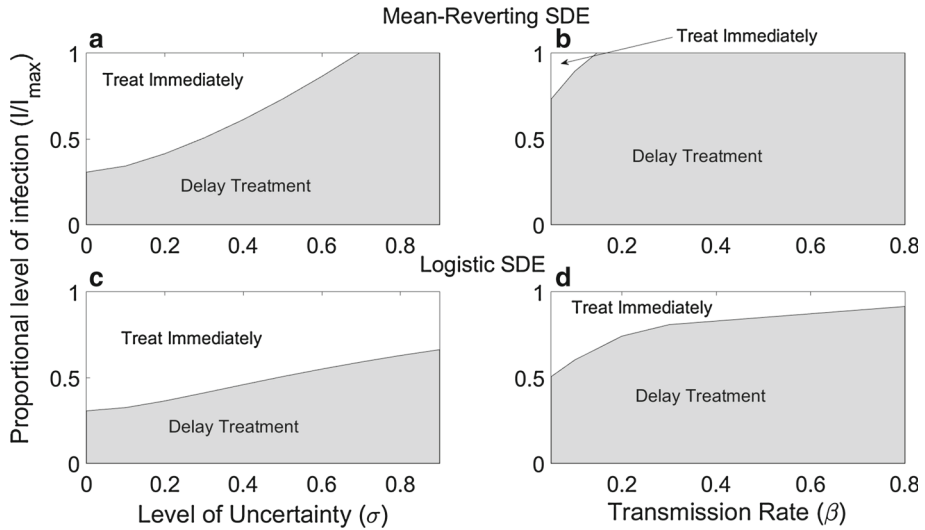 Mean-Reverting SDE
a
b
Treat Immediately
Treat Immediately
Delay Treatment
Delay Treatment
1
0.5
0
0 0.2 0.4 0.6 0.8
1
0.5
0
0.2 0.4 0.6 0.8
Proportional level of infection (I/I_max)
Logistic SDE
c
d
Treat Immediately
Treat Immediately
Delay Treatment
Delay Treatment
1
0.5
0
0 0.2 0.4 0.6 0.8
1
0.5
0
0.2 0.4 0.6 0.8
Level of Uncertainty (σ)
Transmission Rate (β)